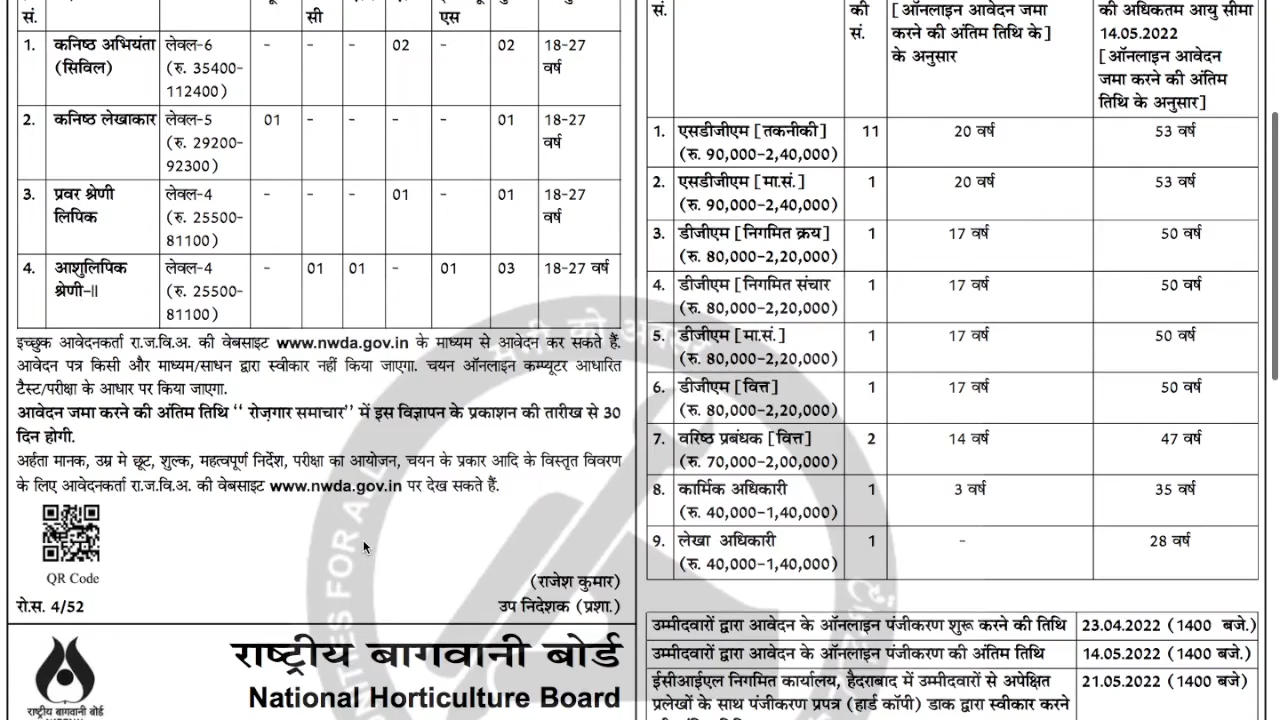 सं.
सी
एस
1. कनिष्ठ अभियंता लेवल-6 - - - 02 - 02 18-27
(सिविल) (रु. 35400- वर्ष
112400)
2. कनिष्ठ लेखाकार लेवल-5 01 - - - - 01 18-27
(रु. 29200- वर्ष
92300)
3. प्रवर श्रेणी लेवल-4 - - - 01 - 01 18-27
लिपिक (रु. 25500- वर्ष
81100)
4. आशुलिपिक लेवल-4 - 01 01 - 01 03 18-27 वर्ष
श्रेणी-II (रु. 25500-
81100)
इच्छुक आवेदनकर्ता रा.ज.वि.अ. की वेबसाइट www.nwda.gov.in के माध्यम से आवेदन कर सकते हैं.
आवेदन पत्र किसी और माध्यम/साधन द्वारा स्वीकार नहीं किया जाएगा. चयन ऑनलाइन कम्प्यूटर आधारित
टैस्ट/परीक्षा के आधार पर किया जाएगा.
आवेदन जमा करने की अंतिम तिथि ‘‘ रोज़गार समाचार’’ में इस विज्ञापन के प्रकाशन की तारीख से 30
दिन होगी.
अर्हता मानक, उम्र मे छूट, शुल्क, महत्वपूर्ण निर्देश, परीक्षा का आयोजन, चयन के प्रकार आदि के विस्तृत विवरण
के लिए आवेदनकर्ता रा.ज.वि.अ. की वेबसाइट www.nwda.gov.in पर देख सकते हैं.
QR Code
(राजेश कुमार)
रो.स. 4/52 उप निदेशक (प्रशा.)
राष्ट्रीय बागवानी बोर्ड
National Horticulture Board
राष्ट्रीय बागवानी बोर्ड
सं. की [ऑनलाइन आवेदन जमा की अधिकतम आयु सीमा
सं. करने की अंतिम तिथि के] 14.05.2022
के अनुसार [ऑनलाइन आवेदन
जमा करने की अंतिम
तिथि के अनुसार]
1. एसडीजीएम [तकनीकी] 11 20 वर्ष 53 वर्ष
(रु. 90,000-2,40,000)
2. एसडीजीएम [मा.सं.] 1 20 वर्ष 53 वर्ष
(रु. 90,000-2,40,000)
3. डीजीएम [निगमित क्रय] 1 17 वर्ष 50 वर्ष
(रु. 80,000-2,20,000)
4. डीजीएम [निगमित संचार 1 17 वर्ष 50 वर्ष
(रु. 80,000-2,20,000)
5. डीजीएम [मा.सं.] 1 17 वर्ष 50 वर्ष
(रु. 80,000-2,20,000)
6. डीजीएम [वित्त] 1 17 वर्ष 50 वर्ष
(रु. 80,000-2,20,000)
7. वरिष्ठ प्रबंधक [वित्त] 2 14 वर्ष 47 वर्ष
(रु. 70,000-2,00,000)
8. कार्मिक अधिकारी 1 3 वर्ष 35 वर्ष
(रु. 40,000-1,40,000)
9. लेखा अधिकारी 1 - 28 वर्ष
(रु. 40,000-1,40,000)
उम्मीदवारों द्वारा आवेदन के ऑनलाइन पंजीकरण शुरू करने की तिथि 23.04.2022 (1400 बजे.)
उम्मीदवारों द्वारा आवेदन के ऑनलाइन पंजीकरण की अंतिम तिथि 14.05.2022 (1400 बजे.)
ईसीआईएल निगमित कार्यालय, हैदराबाद में उम्मीदवारों से अपेक्षित 21.05.2022 (1400 बजे)
प्रलेखों के साथ पंजीकरण प्रपत्र (हार्ड कॉपी) डाक द्वारा स्वीकार करने